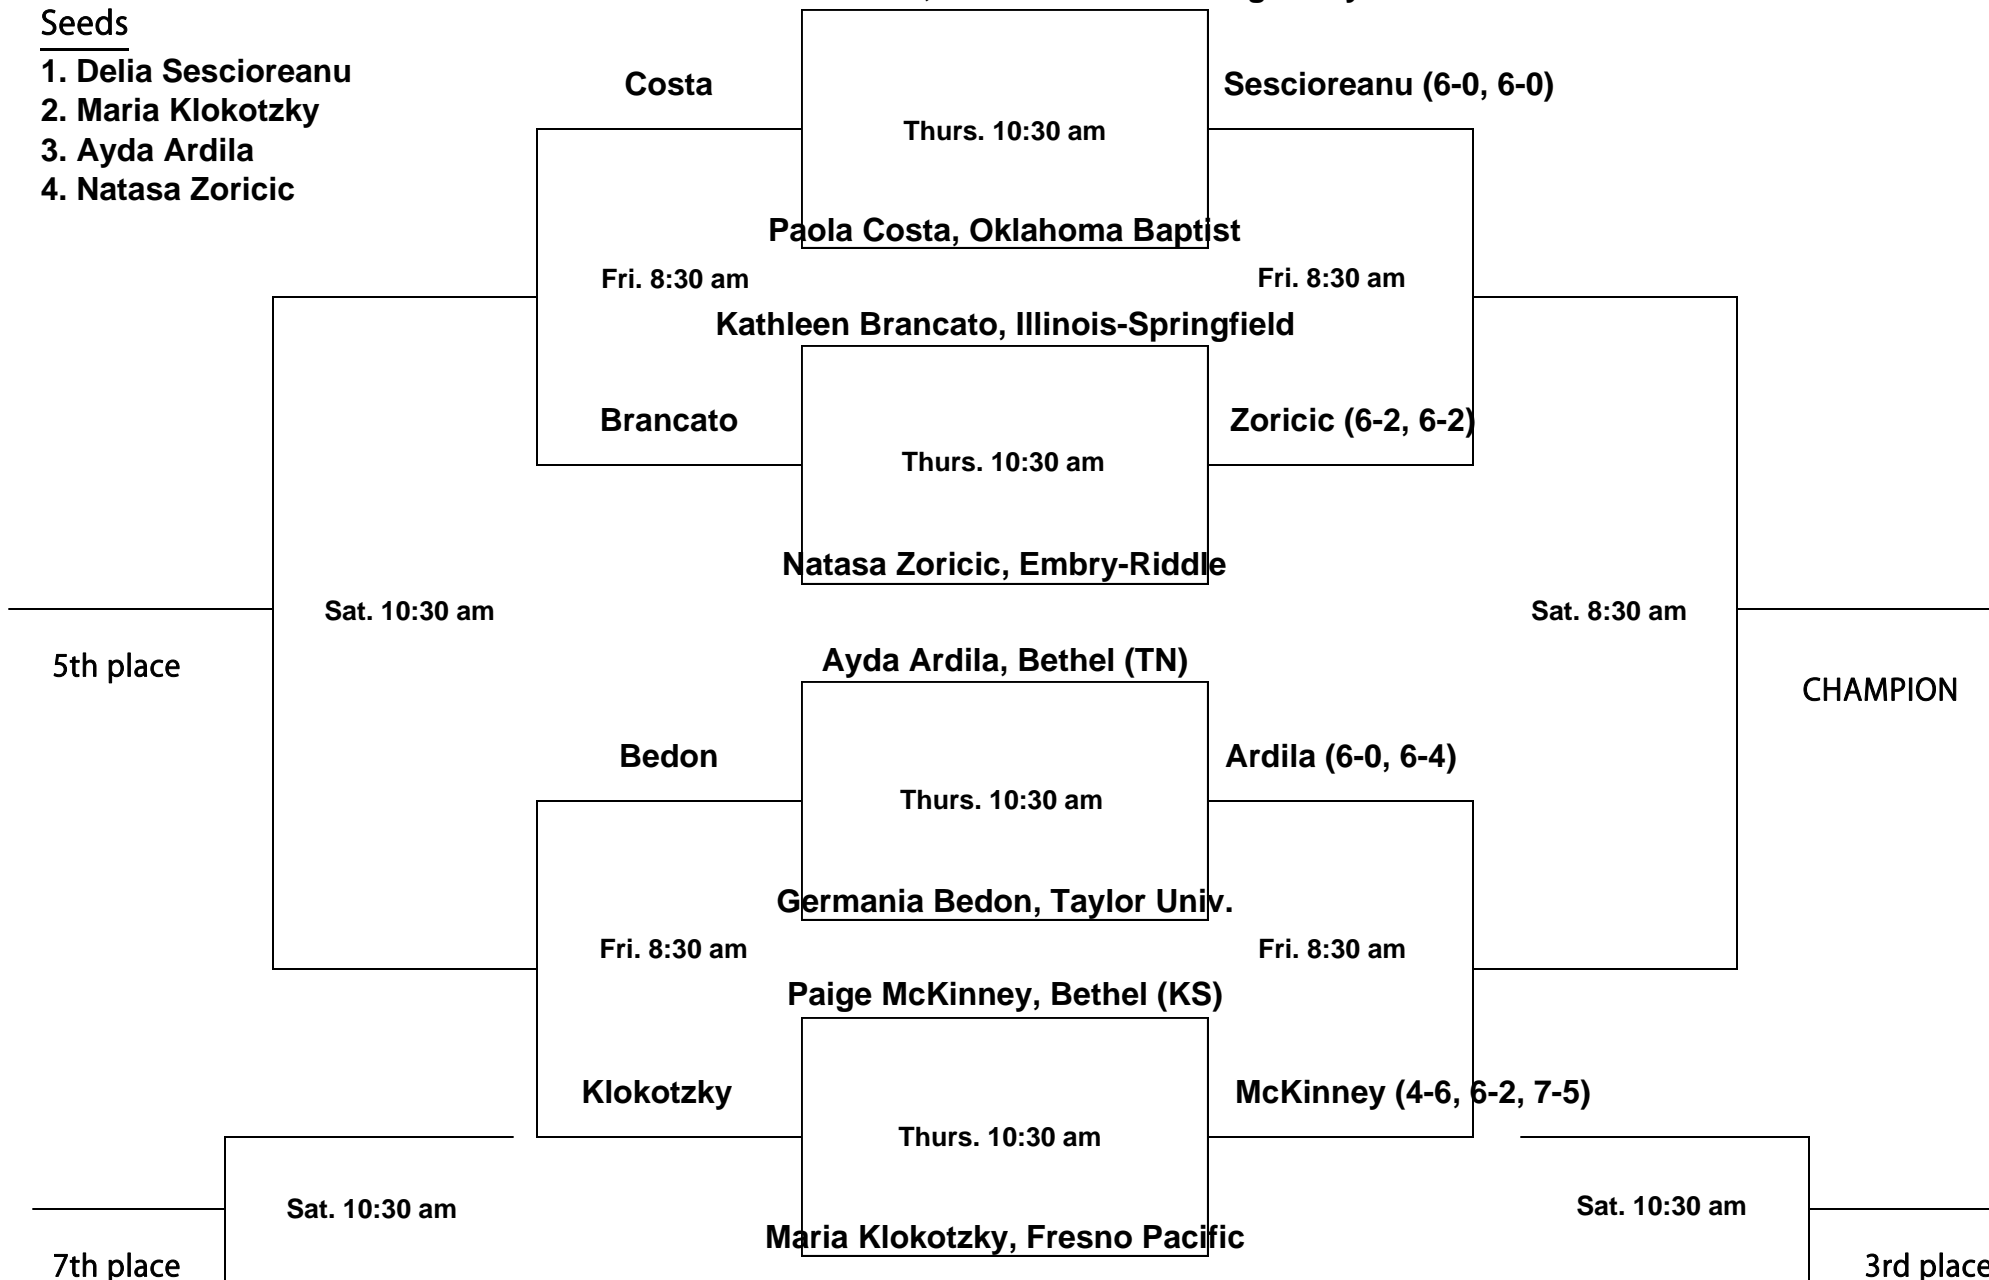 Seeds
1. Delia Sescioreanu
2. Maria Klokotzky
3. Ayda Ardila
4. Natasa Zoricic
Costa
Sescioreanu (6-0, 6-0)
Thurs. 10:30 am
Paola Costa, Oklahoma Baptist
Fri. 8:30 am
Fri. 8:30 am
Kathleen Brancato, Illinois-Springfield
Brancato
Zoricic (6-2, 6-2)
Thurs. 10:30 am
Natasa Zoricic, Embry-Riddle
Sat. 10:30 am
Sat. 8:30 am
5th place
Ayda Ardila, Bethel (TN)
CHAMPION
Bedon
Ardila (6-0, 6-4)
Thurs. 10:30 am
Germania Bedon, Taylor Univ.
Fri. 8:30 am
Fri. 8:30 am
Paige McKinney, Bethel (KS)
Klokotzky
McKinney (4-6, 6-2, 7-5)
Thurs. 10:30 am
Sat. 10:30 am
Sat. 10:30 am
Maria Klokotzky, Fresno Pacific
7th place
3rd place